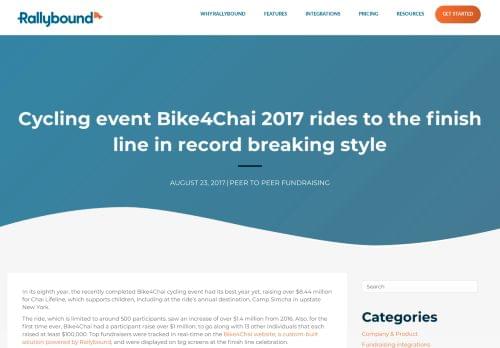 Rallybound
WHY RALLYBOUND
FEATURES
INTEGRATIONS
PRICING
RESOURCES
GET STARTED
Cycling event Bike4Chai 2017 rides to the finish
line in record breaking style
AUGUST 23, 2017 | PEER TO PEER FUNDRAISING
In its eighth year, the recently completed Bike4Chai cycling event had its best year yet, raising over $8.44 million
for Chai Lifeline, which supports children, including at the ride's annual destination, Camp Simcha in upstate
New York.
The ride, which is limited to around 500 participants, saw an increase of over $1.4 million from 2016. Also, for the
first time ever, Bike4Chai had a participant raise over $1 million, to go along with 13 other individuals that each
raised at least $100,000. Top fundraisers were tracked in real-time on the Bike4Chai website, a custom-built
solution powered by Rallybound, and were displayed on big screens at the finish line celebration.
Search
Categories
Company & Product
Fundraising Integrations